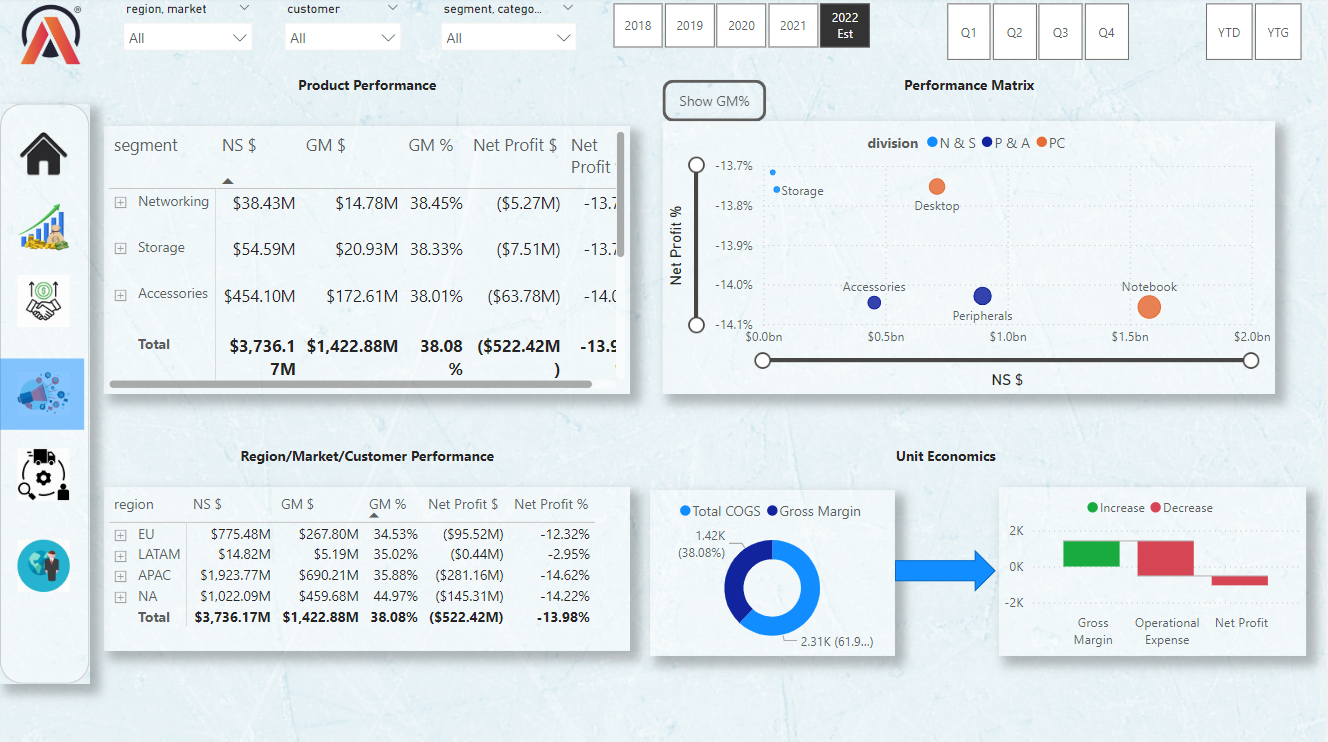 ®
region, market
customer
segment, catego...
All
All
All
2018 2019 2020 2021 2022 Est
Q1 Q2 Q3 Q4
YTD YTG
Product Performance
segment NS $ GM $ GM % Net Profit $ Net Profit
Networking $38.43M $14.78M 38.45% ($5.27M) -13.7
Storage $54.59M $20.93M 38.33% ($7.51M) -13.7
Accessories $454.10M $172.61M 38.01% ($63.78M) -14.0
Total $3,736.17M $1,422.88M 38.08% ($522.42M) -13.9
Performance Matrix
Show GM%
division N & S P & A PC
Net Profit %
-13.7%
-13.8%
-13.9%
-14.0%
-14.1%
Storage
Desktop
Accessories
Peripherals
Notebook
$0.0bn $0.5bn $1.0bn $1.5bn $2.0bn
NS $
Region/Market/Customer Performance
region NS $ GM $ GM % Net Profit $ Net Profit %
EU $775.48M $267.80M 34.53% ($95.52M) -12.32%
LATAM $14.82M $5.19M 35.02% ($0.44M) -2.95%
APAC $1,923.77M $690.21M 35.88% ($281.16M) -14.62%
NA $1,022.09M $459.68M 44.97% ($145.31M) -14.22%
Total $3,736.17M $1,422.88M 38.08% ($522.42M) -13.98%
Unit Economics
Total COGS Gross Margin
1.42K
(38.08%)
2.31K (61.9...)
Increase Decrease
2K
0K
-2K
Gross Margin
Operational Expense
Net Profit